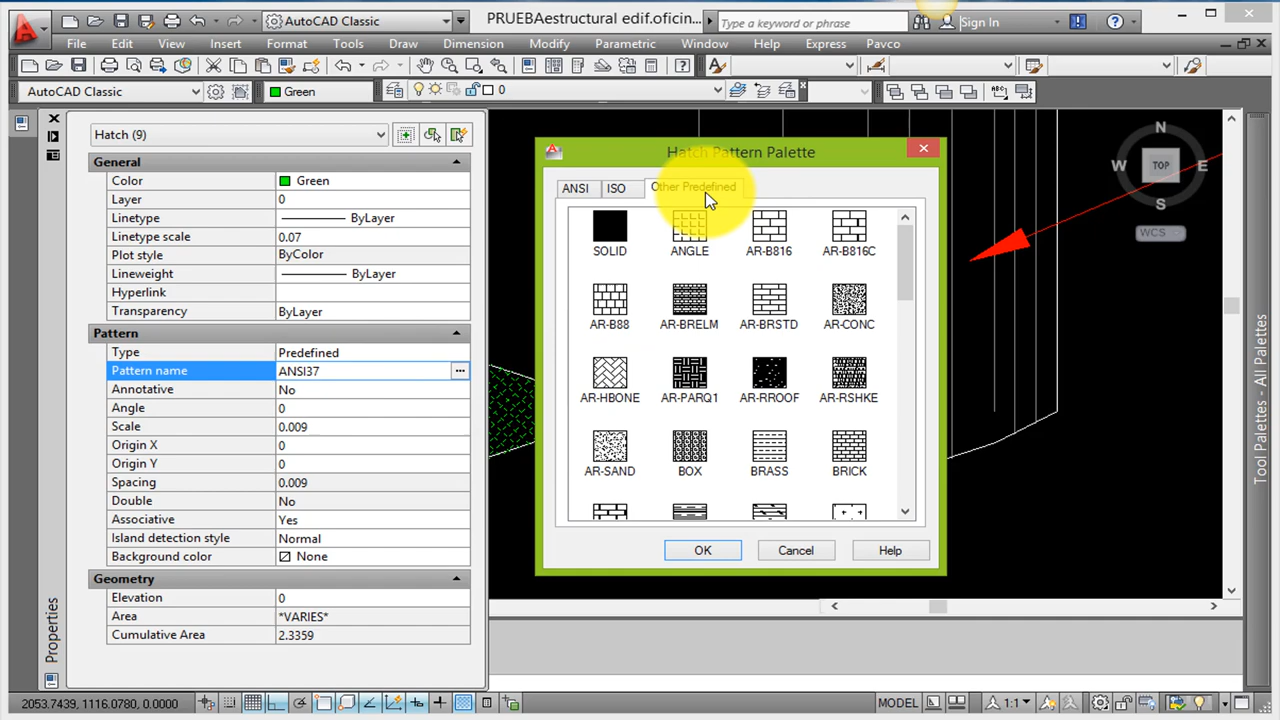 AutoCAD Classic
PRUEBAestructural edif.oficin...
Type a keyword or phrase
Sign In
File Edit View Insert Format Tools Draw Dimension Modify Parametric Window Help Express Pavco
AutoCAD Classic
Green
0
Hatch (9)
General
Color Green
Layer 0
Linetype ByLayer
Linetype scale 0.07
Plot style ByColor
Lineweight ByLayer
Hyperlink
Transparency ByLayer
Pattern
Type Predefined
Pattern name ANSI37 ...
Annotative No
Angle 0
Scale 0.009
Origin X 0
Origin Y 0
Spacing 0.009
Double No
Associative Yes
Island detection style Normal
Background color None
Geometry
Elevation 0
Area *VARIES*
Cumulative Area 2.3359
Properties
Hatch Pattern Palette
ANSI ISO Other Predefined
SOLID ANGLE AR-B816 AR-B816C
AR-B88 AR-BRELM AR-BRSTD AR-CONC
AR-HBONE AR-PARQ1 AR-RROOF AR-RSHKE
AR-SAND BOX BRASS BRICK
OK Cancel Help
N
W TOP E
S
WCS
Tool Palettes - All Palettes
2053.7439, 1116.0780, 0.0000
MODEL
1:1